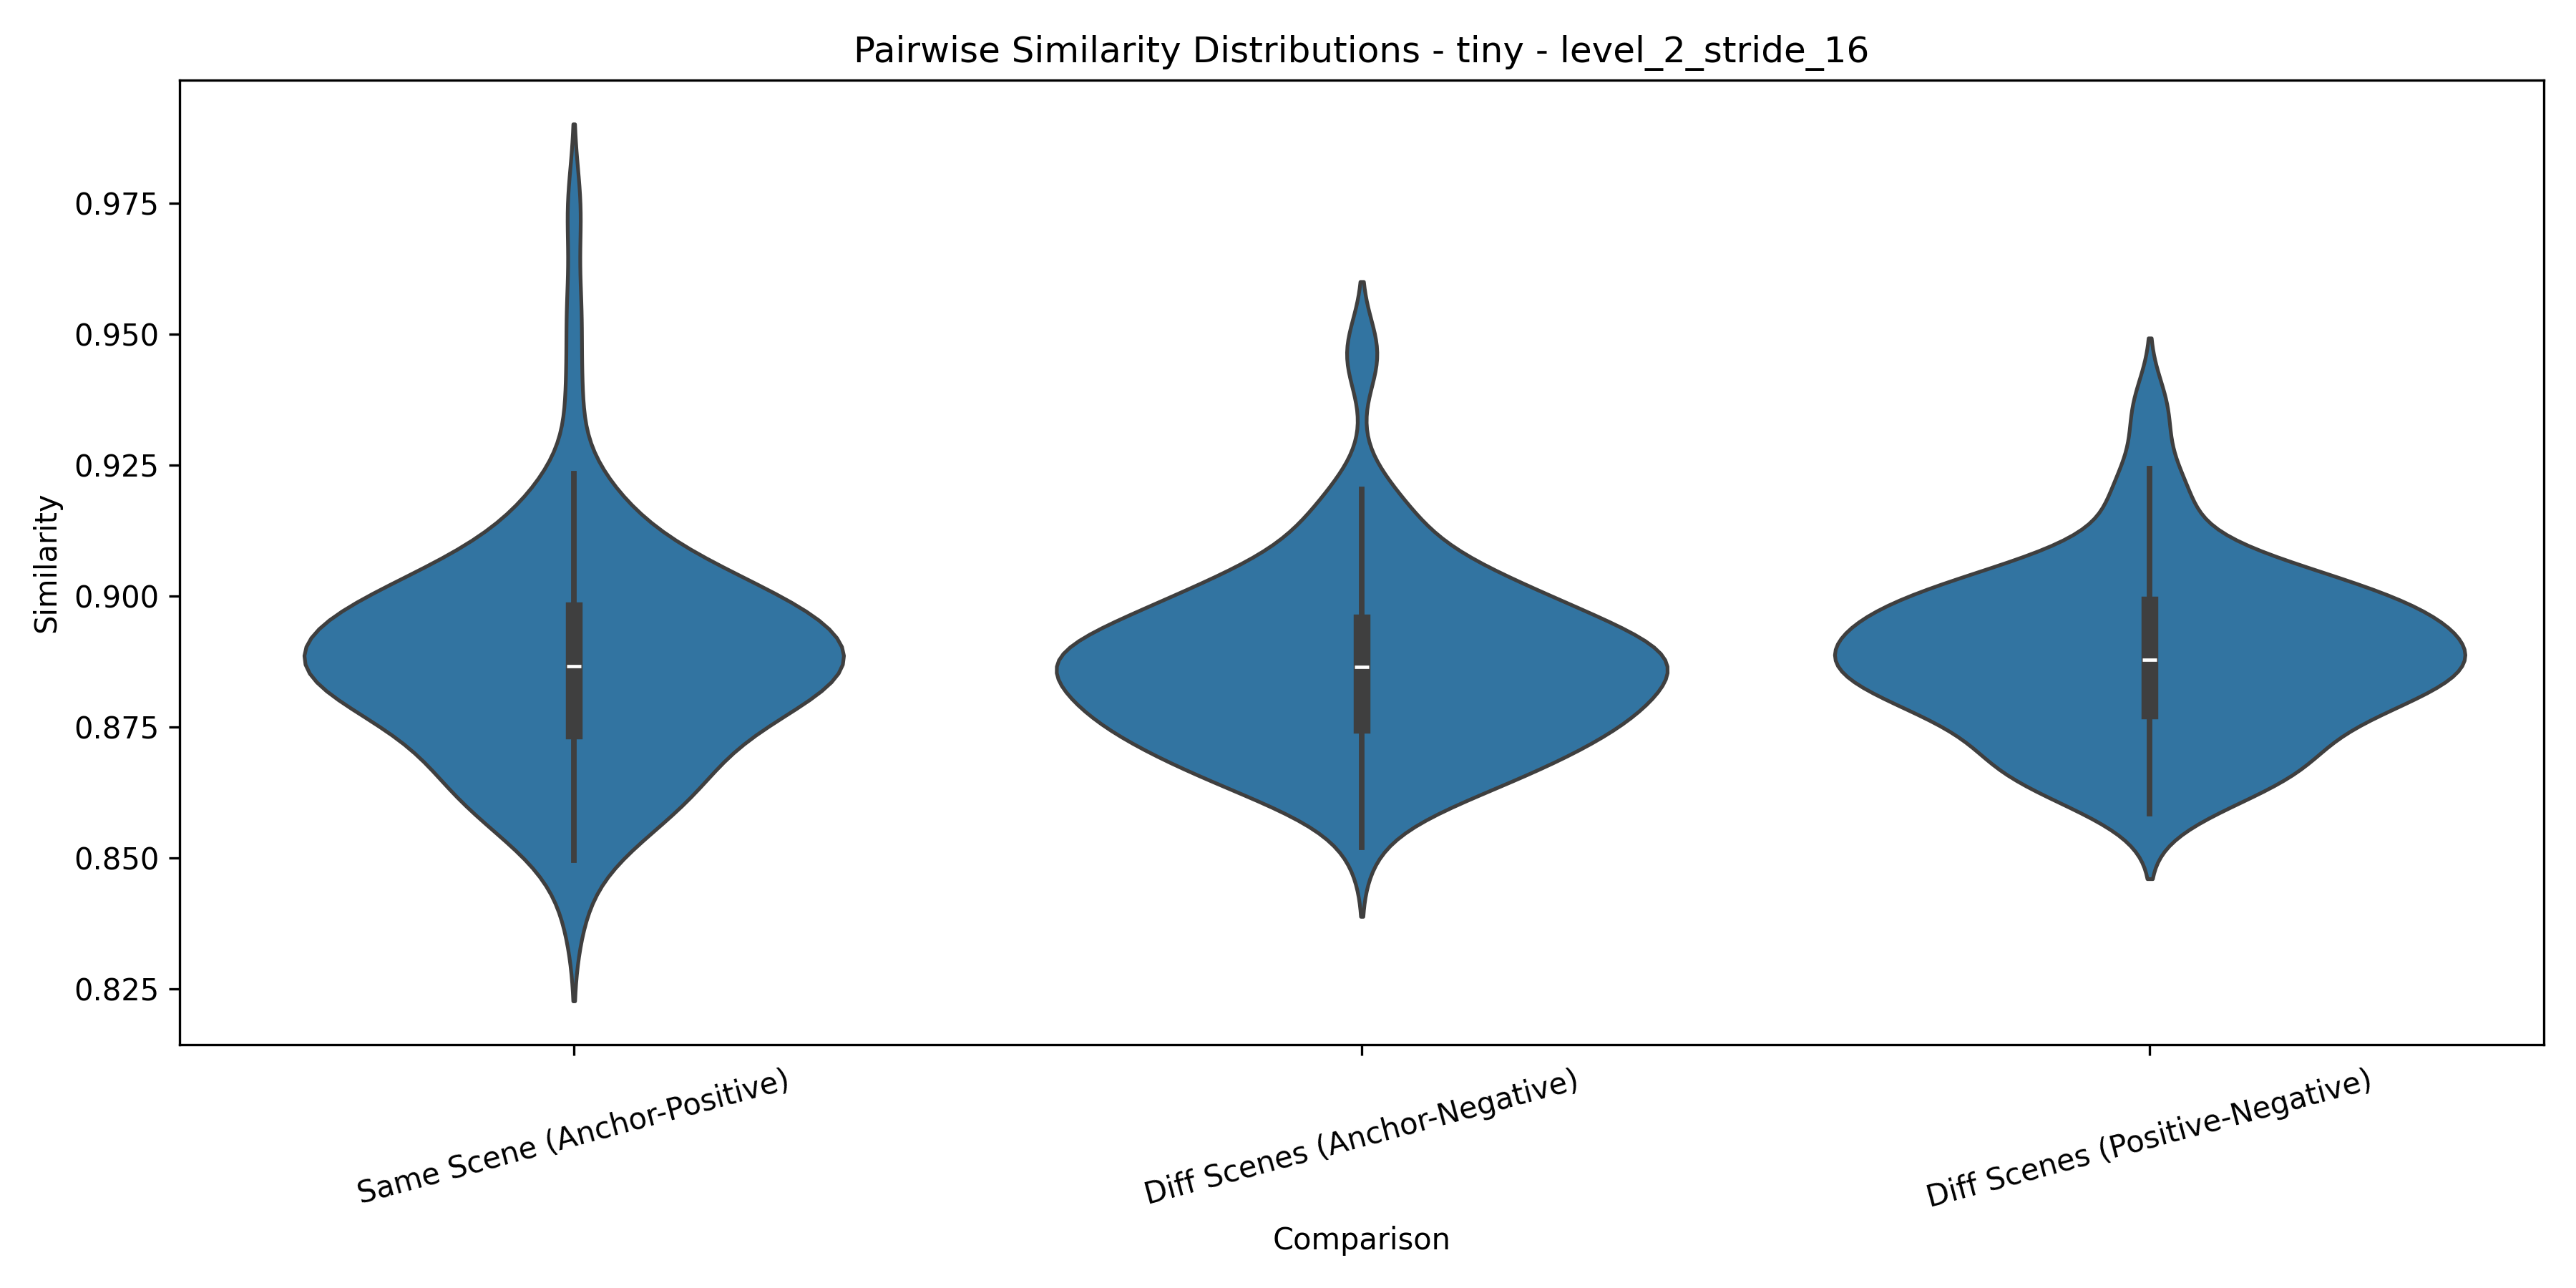 Pairwise Similarity Distributions - tiny - level_2_stride_16
Similarity
0.975
0.950
0.925
0.900
0.875
0.850
0.825
Same Scene (Anchor-Positive)
Diff Scenes (Anchor-Negative)
Diff Scenes (Positive-Negative)
Comparison